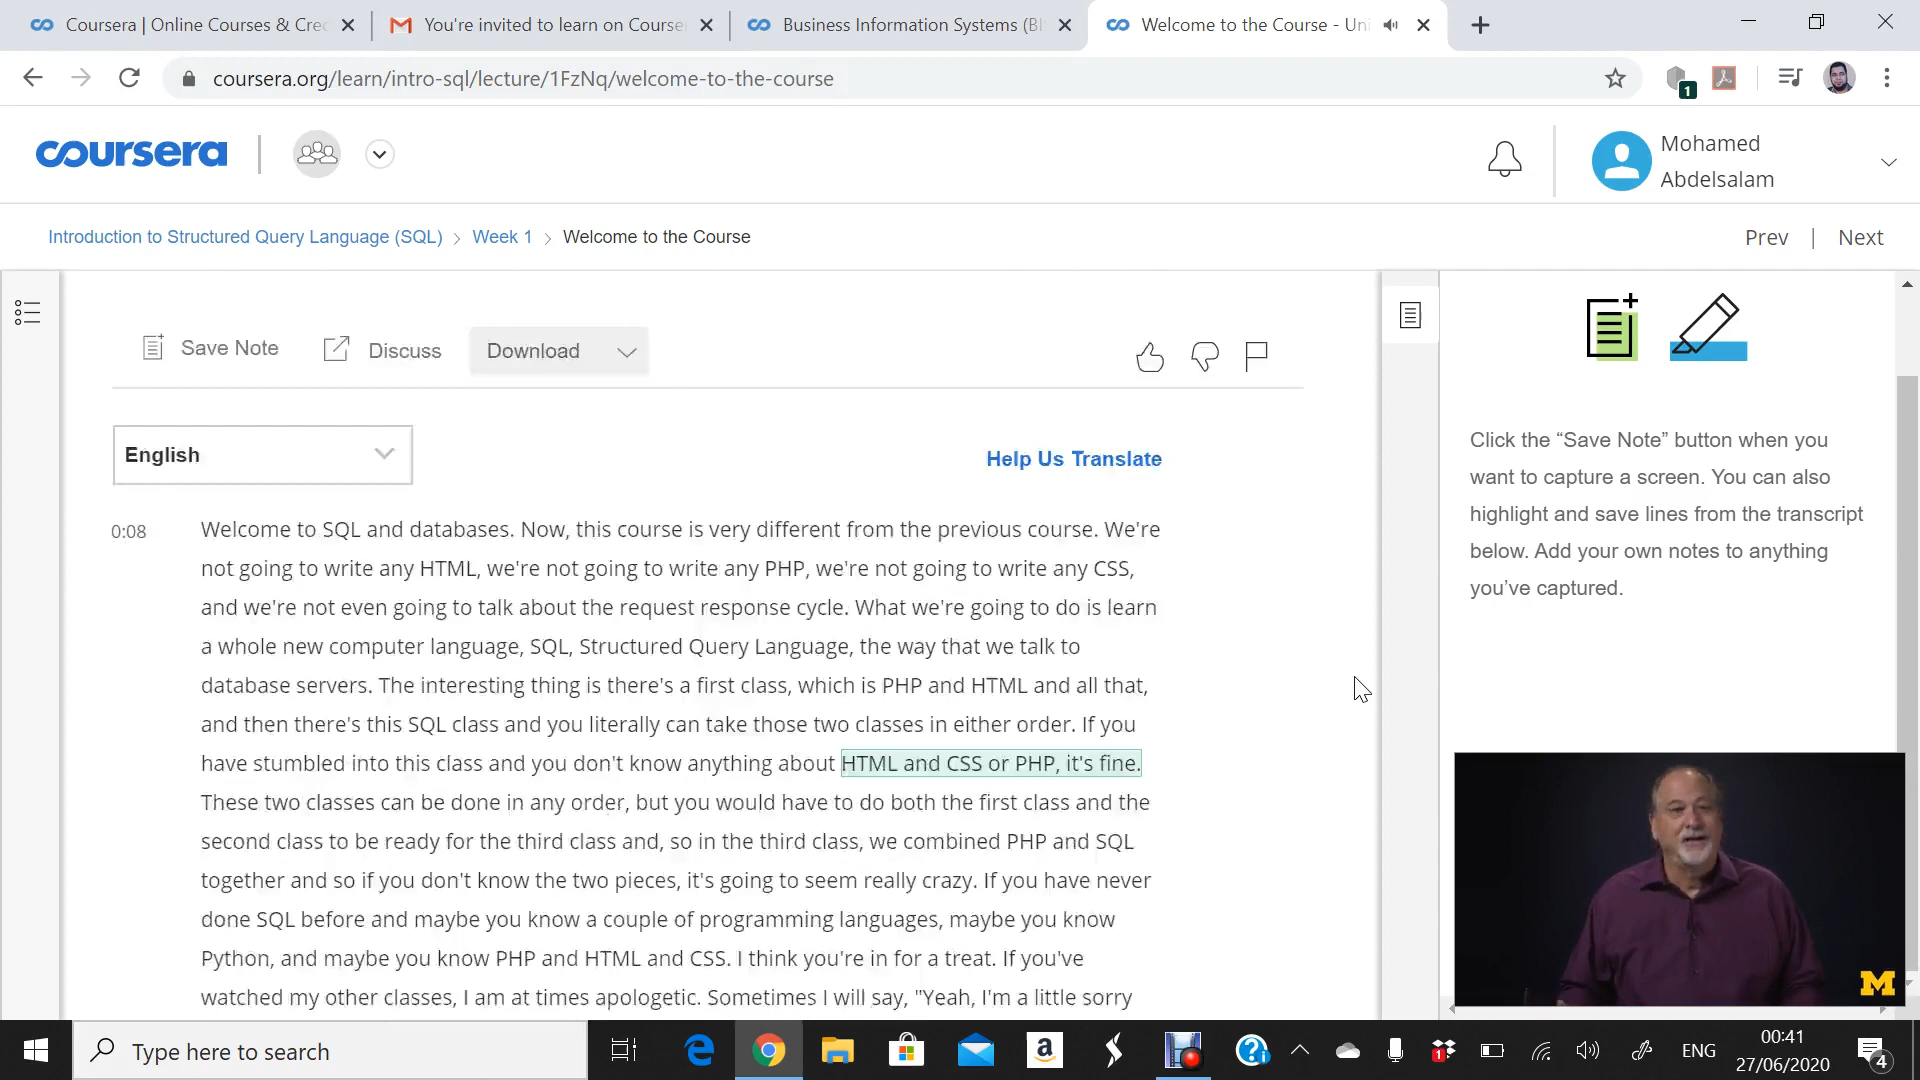 Coursera | Online Courses & Cred
You're invited to learn on Courser
Business Information Systems (BI
Welcome to the Course - Uni
coursera.org/learn/intro-sql/lecture/1FzNq/welcome-to-the-course
1
coursera
Mohamed
Abdelsalam
Introduction to Structured Query Language (SQL) > Week 1 > Welcome to the Course
Prev | Next
Save Note
Discuss
Download
English
Help Us Translate
0:08
Welcome to SQL and databases. Now, this course is very different from the previous course. We're
not going to write any HTML, we're not going to write any PHP, we're not going to write any CSS,
and we're not even going to talk about the request response cycle. What we're going to do is learn
a whole new computer language, SQL, Structured Query Language, the way that we talk to
database servers. The interesting thing is there's a first class, which is PHP and HTML and all that,
and then there's this SQL class and you literally can take those two classes in either order. If you
have stumbled into this class and you don't know anything about HTML and CSS or PHP, it's fine.
These two classes can be done in any order, but you would have to do both the first class and the
second class to be ready for the third class and, so in the third class, we combined PHP and SQL
together and so if you don't know the two pieces, it's going to seem really crazy. If you have never
done SQL before and maybe you know a couple of programming languages, maybe you know
Python, and maybe you know PHP and HTML and CSS. I think you're in for a treat. If you've
watched my other classes, I am at times apologetic. Sometimes I will say, "Yeah, I'm a little sorry
Click the “Save Note” button when you
want to capture a screen. You can also
highlight and save lines from the transcript
below. Add your own notes to anything
you’ve captured.
M
Type here to search
a
1
ENG
00:41
27/06/2020
4